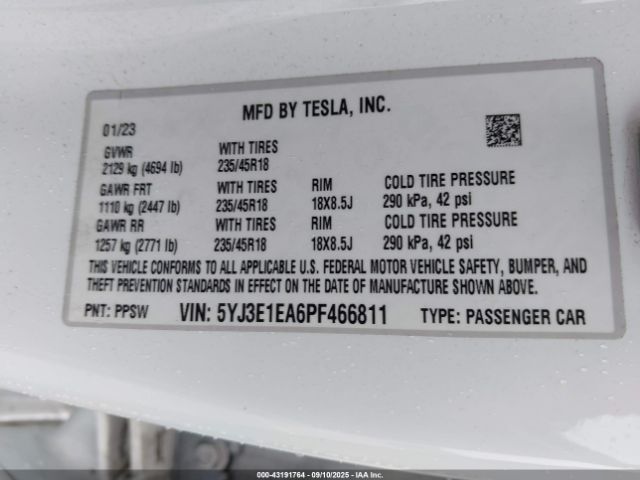 MFD BY TESLA, INC.
01/23
GVWR WITH TIRES
2129 kg (4694 lb) 235/45R18
GAWR FRT WITH TIRES RIM COLD TIRE PRESSURE
1110 kg (2447 lb) 235/45R18 18X8.5J 290 kPa, 42 psi
GAWR RR WITH TIRES RIM COLD TIRE PRESSURE
1257 kg (2771 lb) 235/45R18 18X8.5J 290 kPa, 42 psi
THIS VEHICLE CONFORMS TO ALL APPLICABLE U.S. FEDERAL MOTOR VEHICLE SAFETY, BUMPER, AND
THEFT PREVENTION STANDARDS IN EFFECT ON THE DATE OF MANUFACTURE SHOWN ABOVE.
PNT: PPSW VIN: 5YJ3E1EA6PF466811 TYPE: PASSENGER CAR
000-43191764 - 09/10/2025 - IAA Inc.